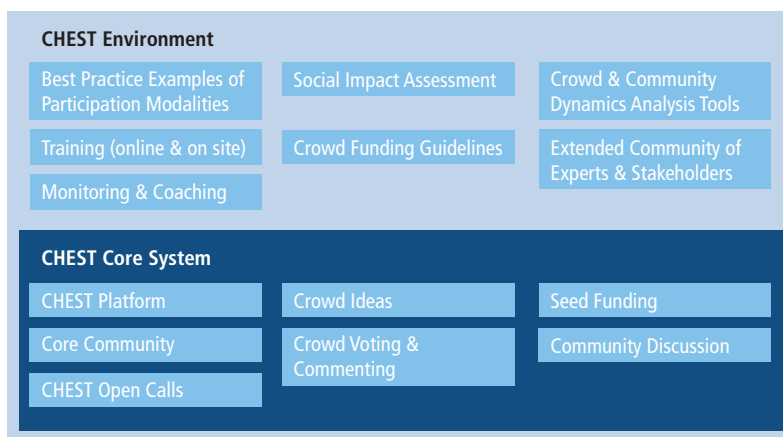 CHEST Environment
Best Practice Examples of
Participation Modalities
Social Impact Assessment
Crowd & Community
Dynamics Analysis Tools
Training (online & on site)
Crowd Funding Guidelines
Extended Community of
Experts & Stakeholders
Monitoring & Coaching
CHEST Core System
CHEST Platform
Crowd Ideas
Seed Funding
Core Community
Crowd Voting &
Commenting
Community Discussion
CHEST Open Calls